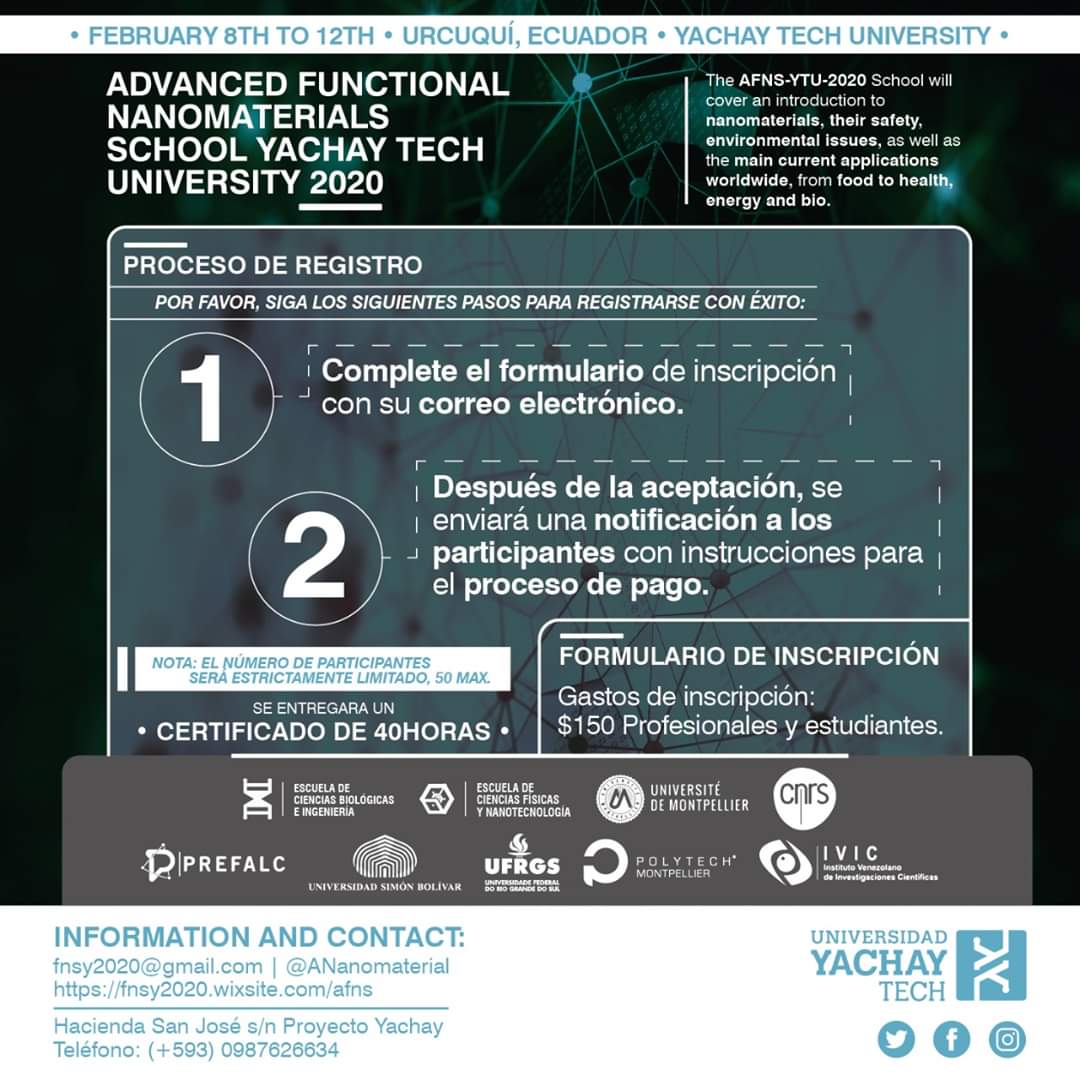 • FEBRUARY 8TH TO 12TH • URCUQUÍ, ECUADOR • YACHAY TECH UNIVERSITY •
ADVANCED FUNCTIONAL
NANOMATERIALS
SCHOOL YACHAY TECH
UNIVERSITY 2020
The AFNS-YTU-2020 School will
cover an introduction to
nanomaterials, their safety,
environmental issues, as well as
the main current applications
worldwide, from food to health,
energy and bio.
PROCESO DE REGISTRO
POR FAVOR, SIGA LOS SIGUIENTES PASOS PARA REGISTRARSE CON ÉXITO:
1
Complete el formulario de inscripción
con su correo electrónico.
2
Después de la aceptación, se
enviará una notificación a los
participantes con instrucciones para
el proceso de pago.
NOTA: EL NÚMERO DE PARTICIPANTES
SERÁ ESTRICTAMENTE LIMITADO, 50 MAX.
SE ENTREGARA UN
• CERTIFICADO DE 40HORAS •
FORMULARIO DE INSCRIPCIÓN
Gastos de inscripción:
$150 Profesionales y estudiantes.
ESCUELA DE
CIENCIAS BIOLÓGICAS
E INGENIERÍA
ESCUELA DE
CIENCIAS FÍSICAS
Y NANOTECNOLOGÍA
UNIVERSITÉ
DE MONTPELLIER
cnrs
PREFALC
UNIVERSIDAD SIMÓN BOLÍVAR
UFRGS
UNIVERSIDADE FEDERAL
DO RIO GRANDE DO SUL
POLYTECH
MONTPELLIER
IVIC
Instituto Venezolano
de Investigaciones Científicas
INFORMATION AND CONTACT:
fnsy2020@gmail.com | @ANanomaterial
https://fnsy2020.wixsite.com/afns
Hacienda San José s/n Proyecto Yachay
Teléfono: (+593) 0987626634
UNIVERSIDAD
YACHAY
TECH